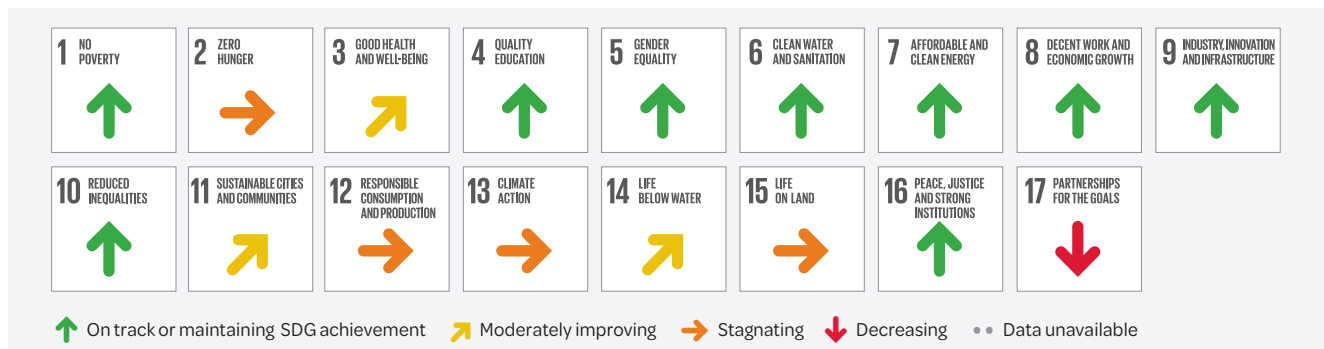 1 NO
POVERTY
2 ZERO
HUNGER
3 GOOD HEALTH
AND WELL-BEING
4 QUALITY
EDUCATION
5 GENDER
EQUALITY
6 CLEAN WATER
AND SANITATION
7 AFFORDABLE AND
CLEAN ENERGY
8 DECENT WORK AND
ECONOMIC GROWTH
9 INDUSTRY, INNOVATION
AND INFRASTRUCTURE
10 REDUCED
INEQUALITIES
11 SUSTAINABLE CITIES
AND COMMUNITIES
12 RESPONSIBLE
CONSUMPTION
AND PRODUCTION
13 CLIMATE
ACTION
14 LIFE
BELOW WATER
15 LIFE
ON LAND
16 PEACE, JUSTICE
AND STRONG
INSTITUTIONS
17 PARTNERSHIPS
FOR THE GOALS
On track or maintaining SDG achievement
Moderately improving
Stagnating
Decreasing
Data unavailable